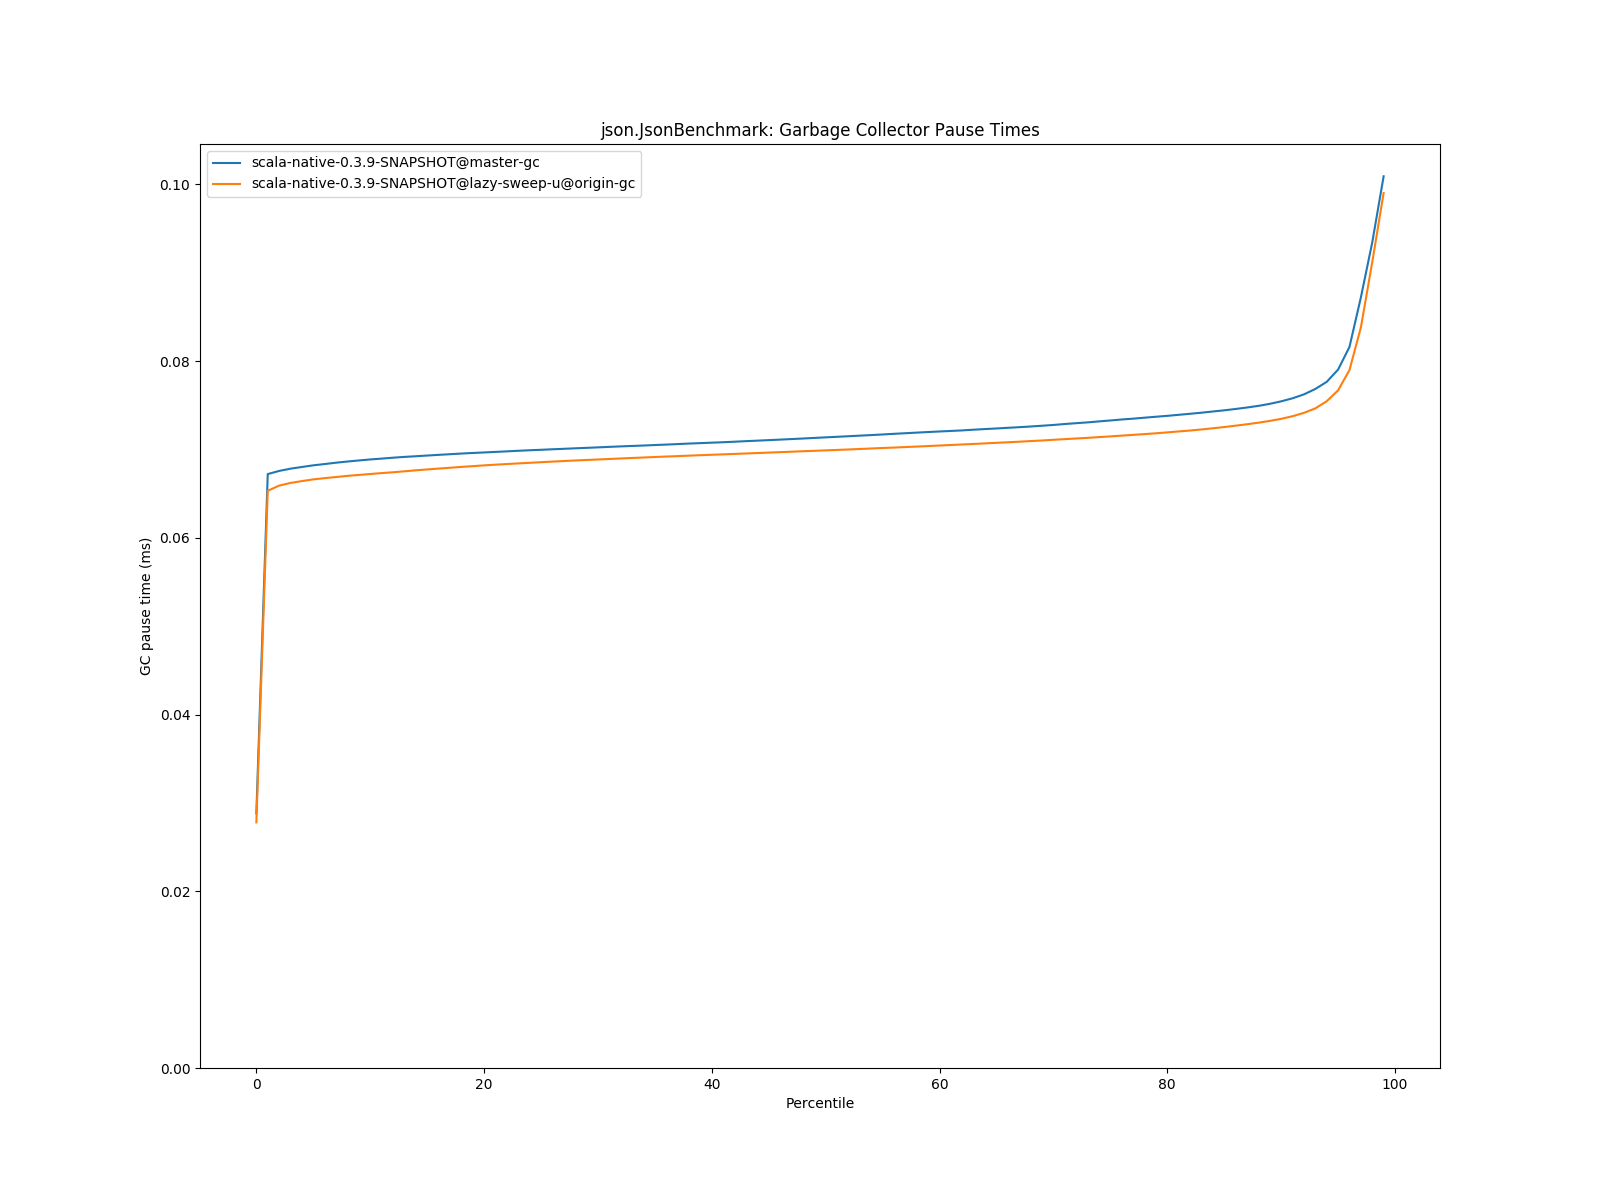 json.JsonBenchmark: Garbage Collector Pause Times
scala-native-0.3.9-SNAPSHOT@master-gc
scala-native-0.3.9-SNAPSHOT@lazy-sweep-u@origin-gc
0.10
0.08
0.06
0.04
0.02
0.00
GC pause time (ms)
0 20 40 60 80 100
Percentile